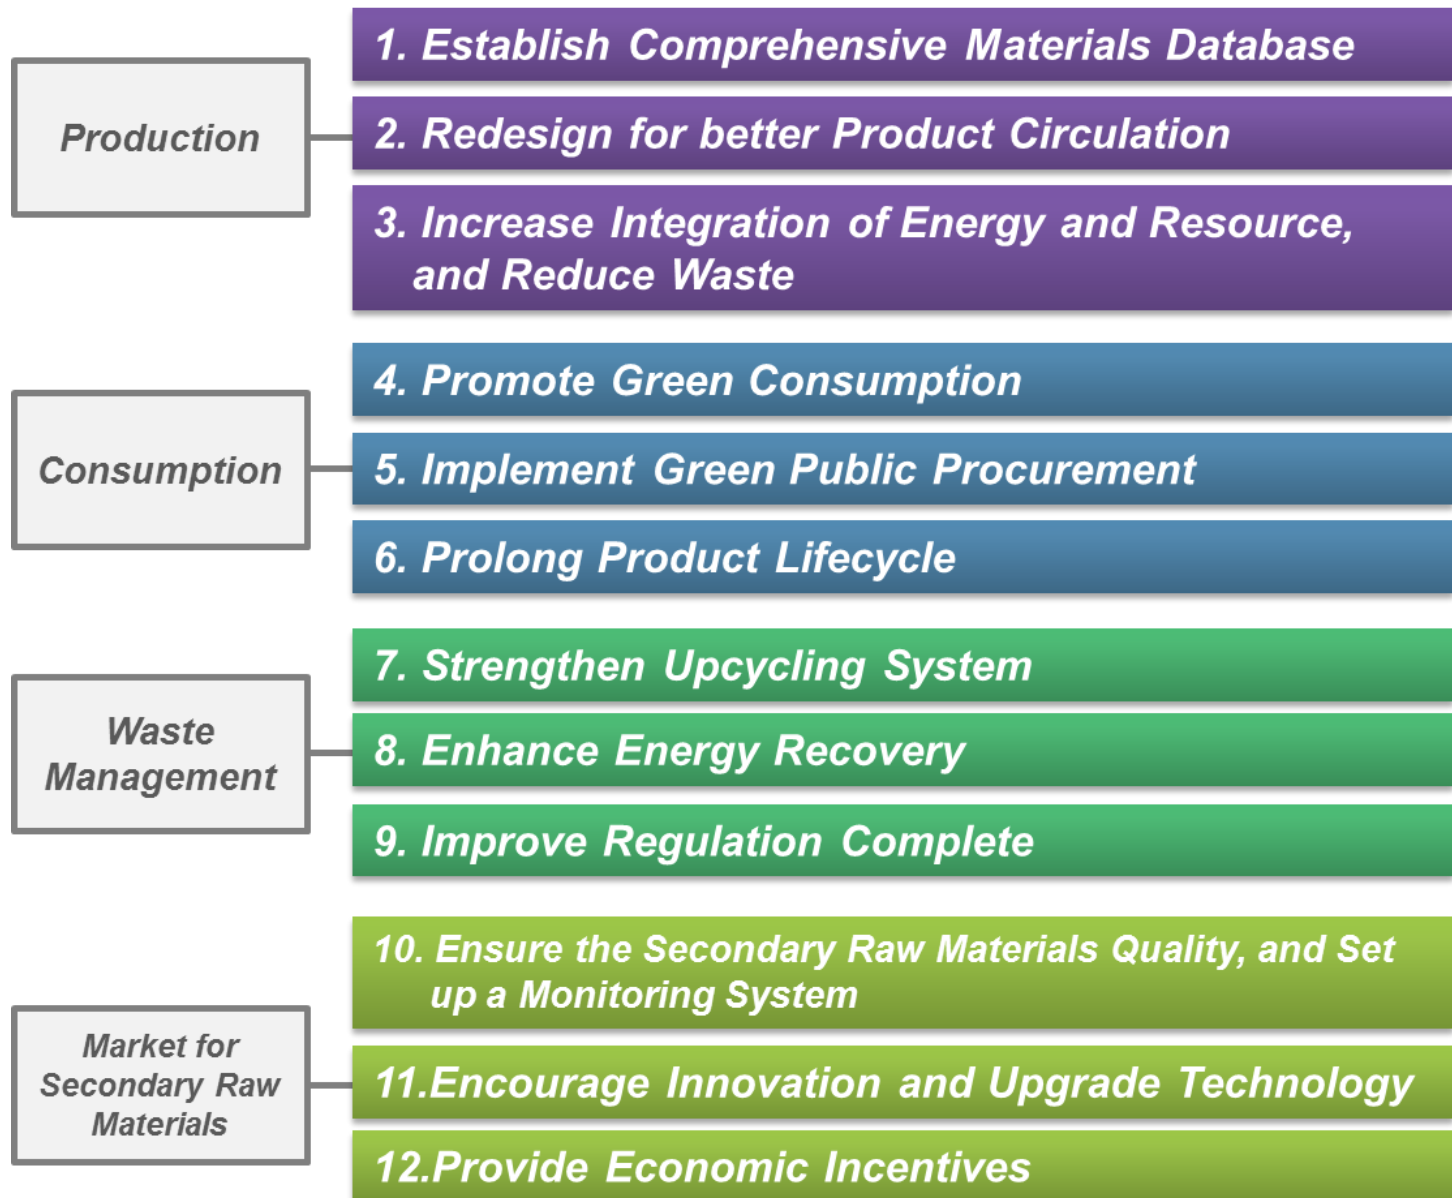 Production
1. Establish Comprehensive Materials Database
2. Redesign for better Product Circulation
3. Increase Integration of Energy and Resource,
and Reduce Waste
Consumption
4. Promote Green Consumption
5. Implement Green Public Procurement
6. Prolong Product Lifecycle
Waste
Management
7. Strengthen Upcycling System
8. Enhance Energy Recovery
9. Improve Regulation Complete
Market for
Secondary Raw
Materials
10. Ensure the Secondary Raw Materials Quality, and Set
up a Monitoring System
11.Encourage Innovation and Upgrade Technology
12.Provide Economic Incentives